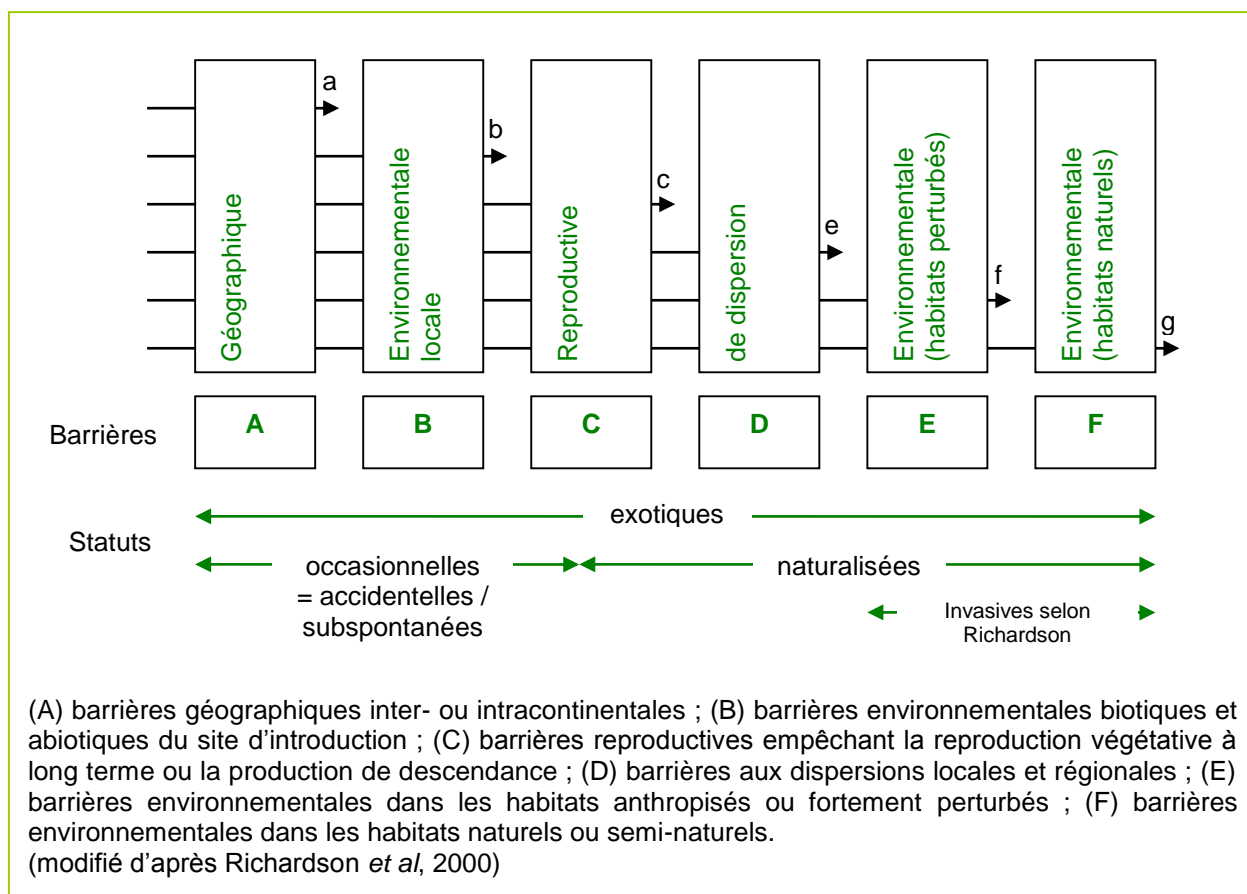 a
b
c
e
f
g
Géographique
Environnementale
locale
Reproductive
de dispersion
Environnementale
(habitats perturbés)
Environnementale
(habitats naturels)
Barrières
A
B
C
D
E
F
Statuts
exotiques
occasionnelles
= accidentelles /
subspontanées
naturalisées
Invasives selon
Richardson
(A) barrières géographiques inter- ou intracontinentales ; (B) barrières environnementales biotiques et
abiotiques du site d'introduction ; (C) barrières reproductives empêchant la reproduction végétative à
long terme ou la production de descendance ; (D) barrières aux dispersions locales et régionales ; (E)
barrières environnementales dans les habitats anthropisés ou fortement perturbés ; (F) barrières
environnementales dans les habitats naturels ou semi-naturels.
(modifié d'après Richardson et al, 2000)